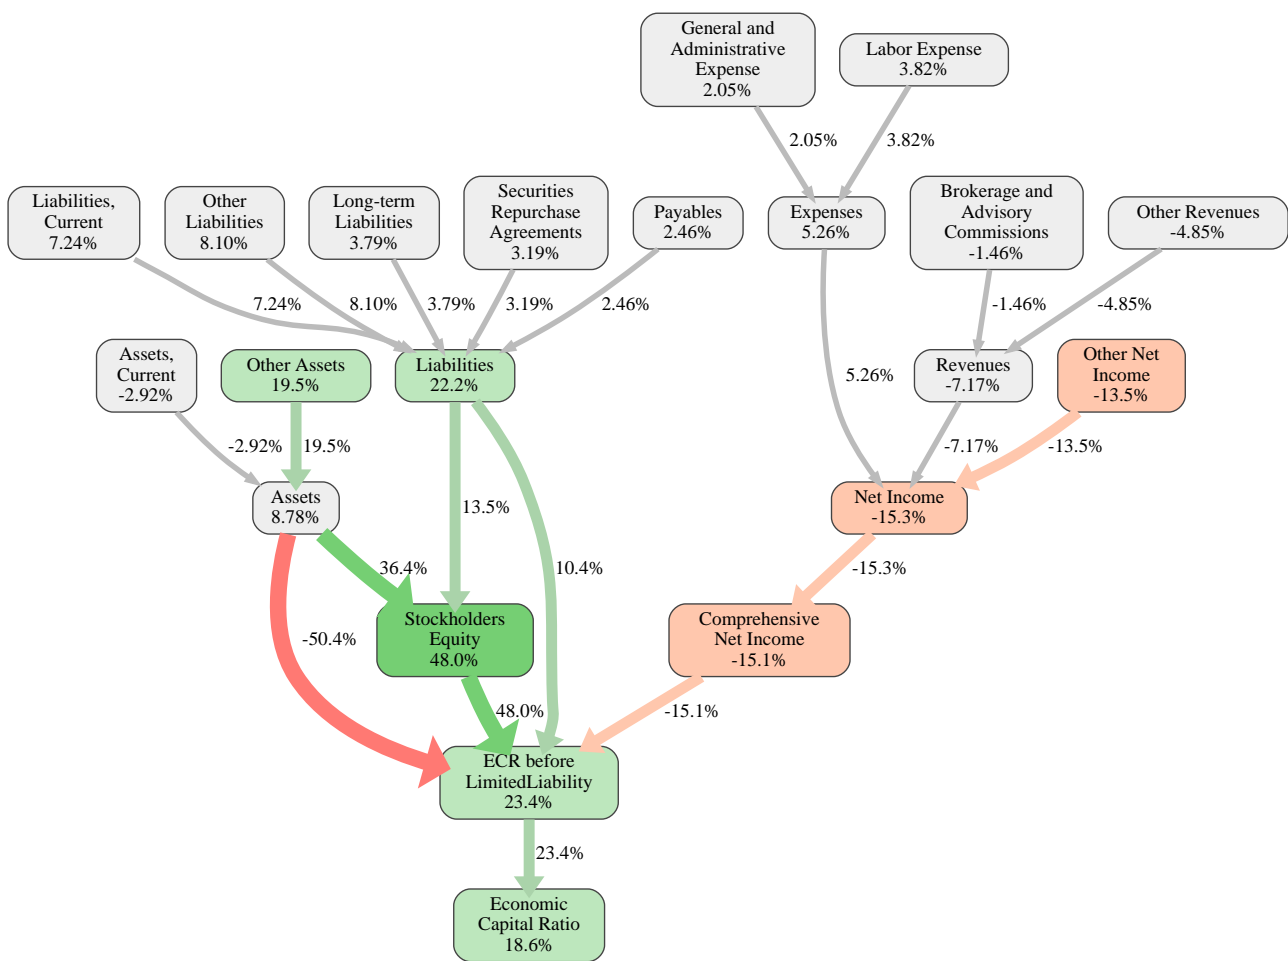 General and
Administrative
Expense
2.05%
Labor Expense
3.82%
2.05%
3.82%
Liabilities,
Current
7.24%
Other
Liabilities
8.10%
Long-term
Liabilities
3.79%
Securities
Repurchase
Agreements
3.19%
Payables
2.46%
Expenses
5.26%
Brokerage and
Advisory
Commissions
-1.46%
Other Revenues
-4.85%
7.24%
8.10%
3.79%
3.19%
2.46%
-1.46%
-4.85%
Assets,
Current
-2.92%
Other Assets
19.5%
Liabilities
22.2%
5.26%
Revenues
-7.17%
Other Net
Income
-13.5%
-2.92%
19.5%
-7.17%
-13.5%
Assets
8.78%
13.5%
Net Income
-15.3%
36.4%
10.4%
-15.3%
-50.4%
Stockholders
Equity
48.0%
Comprehensive
Net Income
-15.1%
48.0%
-15.1%
ECR before
LimitedLiability
23.4%
23.4%
Economic
Capital Ratio
18.6%